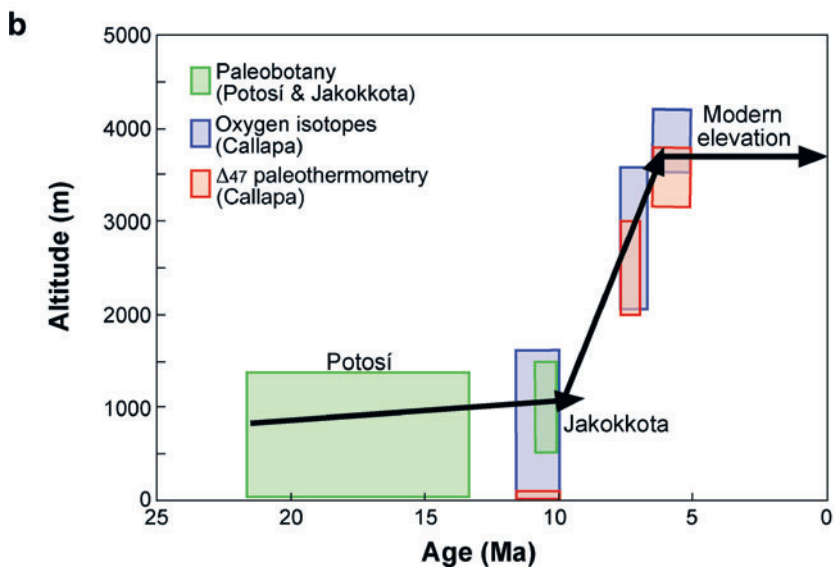 b
5000
4000
3000
2000
1000
0
Altitude (m)
Paleobotany
(Potosí & Jakokkota)
Oxygen isotopes
(Callapa)
Δ47 paleothermometry
(Callapa)
Modern
elevation
Potosí
Jakokkota
25
20
15
10
5
0
Age (Ma)